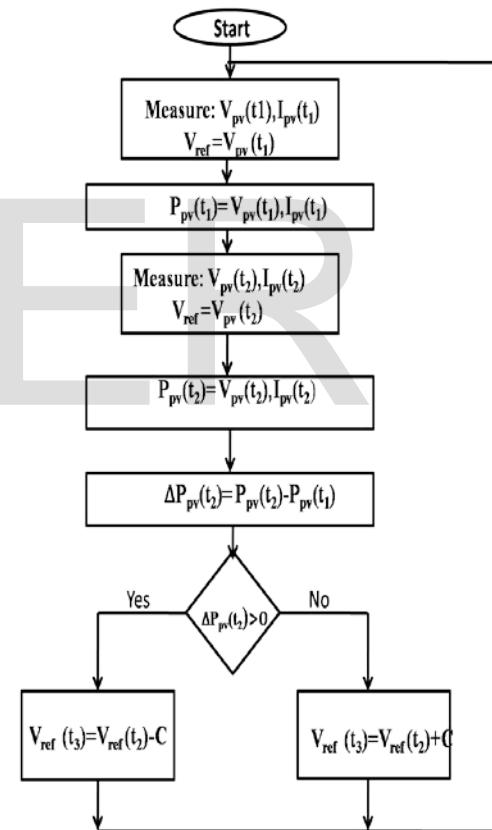 Start
Measure: Vpv(t1),Ipv(t₁)
Vref=Vpv(t₁)
Ppv(t₁)=Vpv(t₁),Ipv(t₁)
Measure: Vpv(t₂),Ipv(t₂)
Vref=Vpv(t₂)
Ppv(t₂)=Vpv(t₂),Ipv(t₂)
ΔPpv(t₂)=Ppv(t₂)-Ppv(t₁)
Yes
No
ΔPpv(t₂)>0
Vref (t₃)=Vref(t₂)-C
Vref (t₃)=Vref(t₂)+C
ER